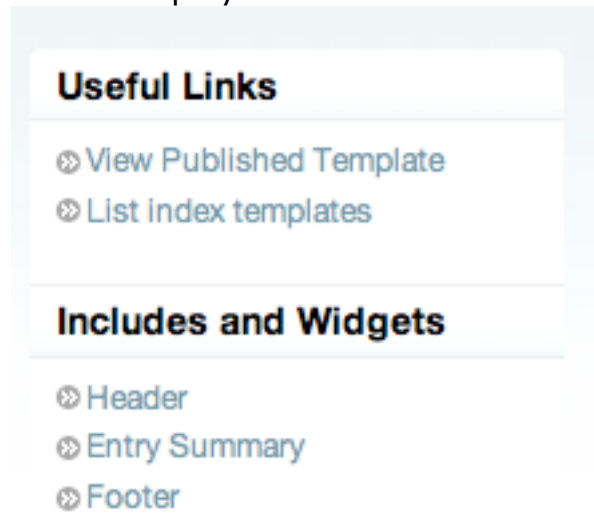 Useful Links
View Published Template
List index templates
Includes and Widgets
Header
Entry Summary
Footer